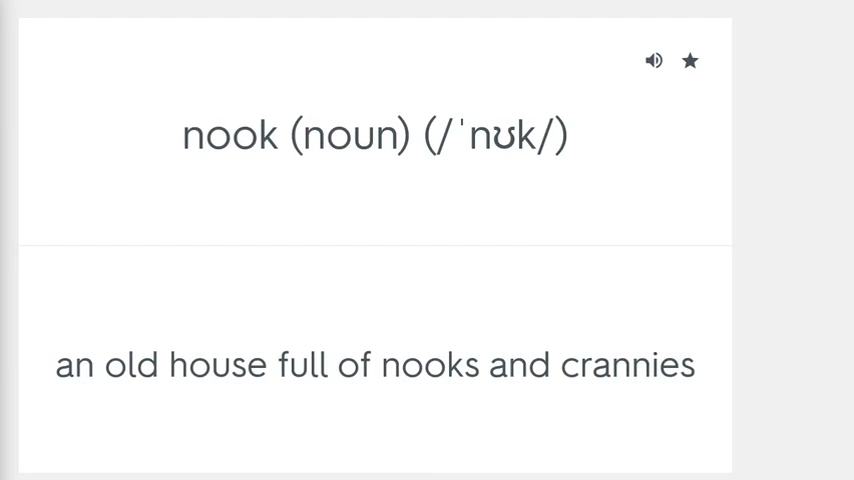 nook (noun) (/ˈnʊk/)
an old house full of nooks and crannies